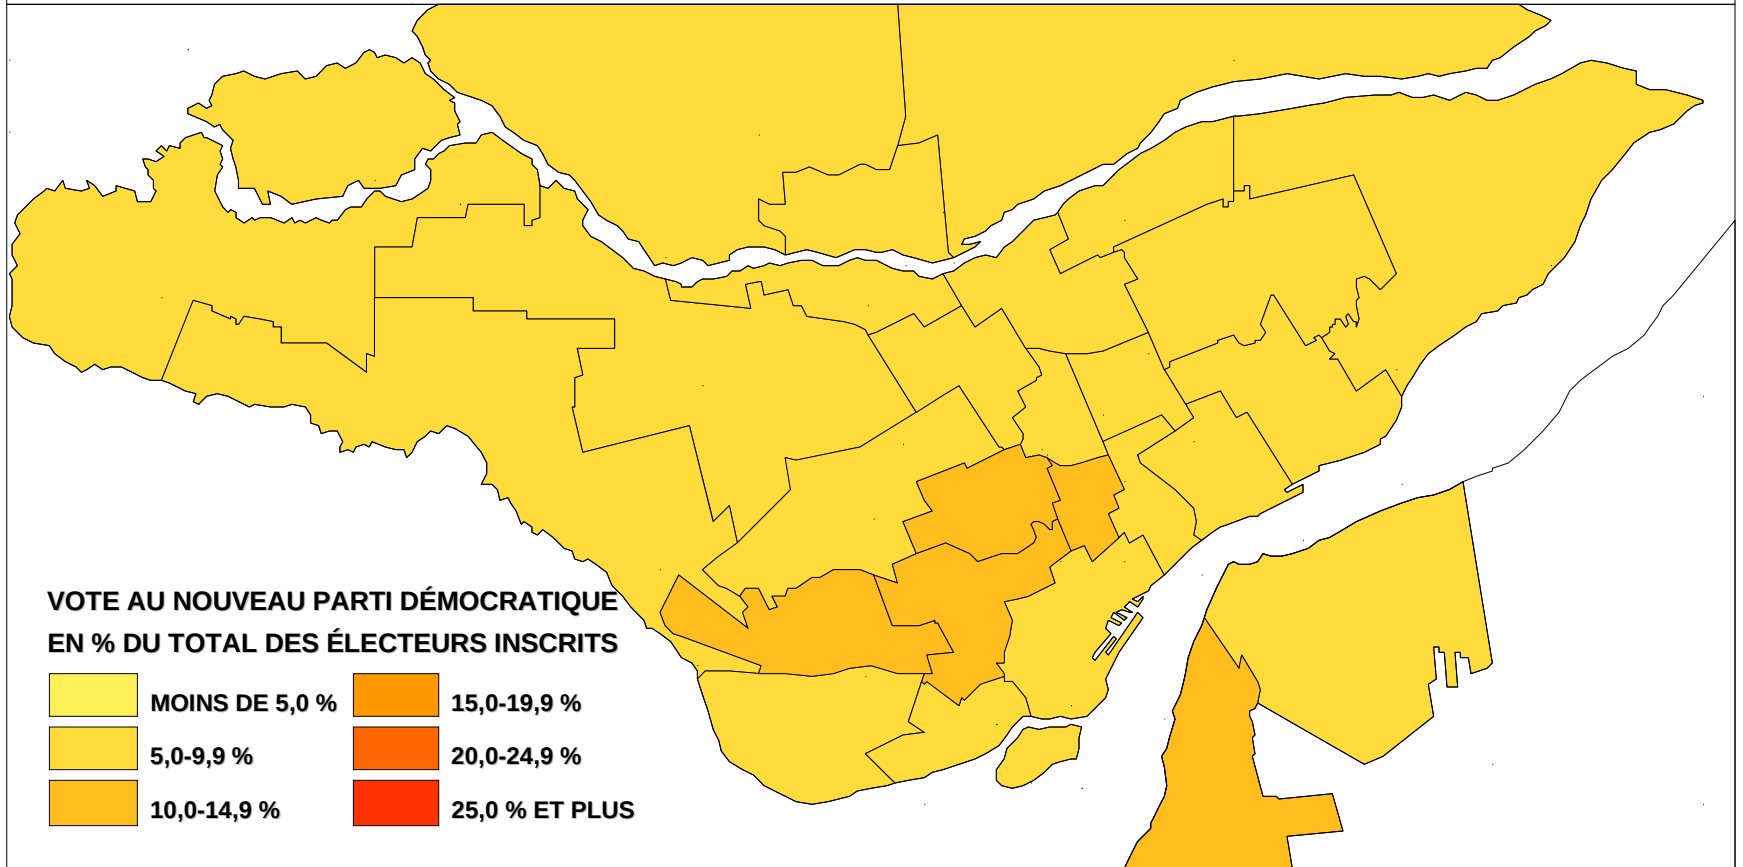 VOTE AU NOUVEAU PARTI DÉMOCRATIQUE
EN % DU TOTAL DES ÉLECTEURS INSCRITS
MOINS DE 5,0 %
5,0-9,9 %
10,0-14,9 %
15,0-19,9 %
20,0-24,9 %
25,0 % ET PLUS